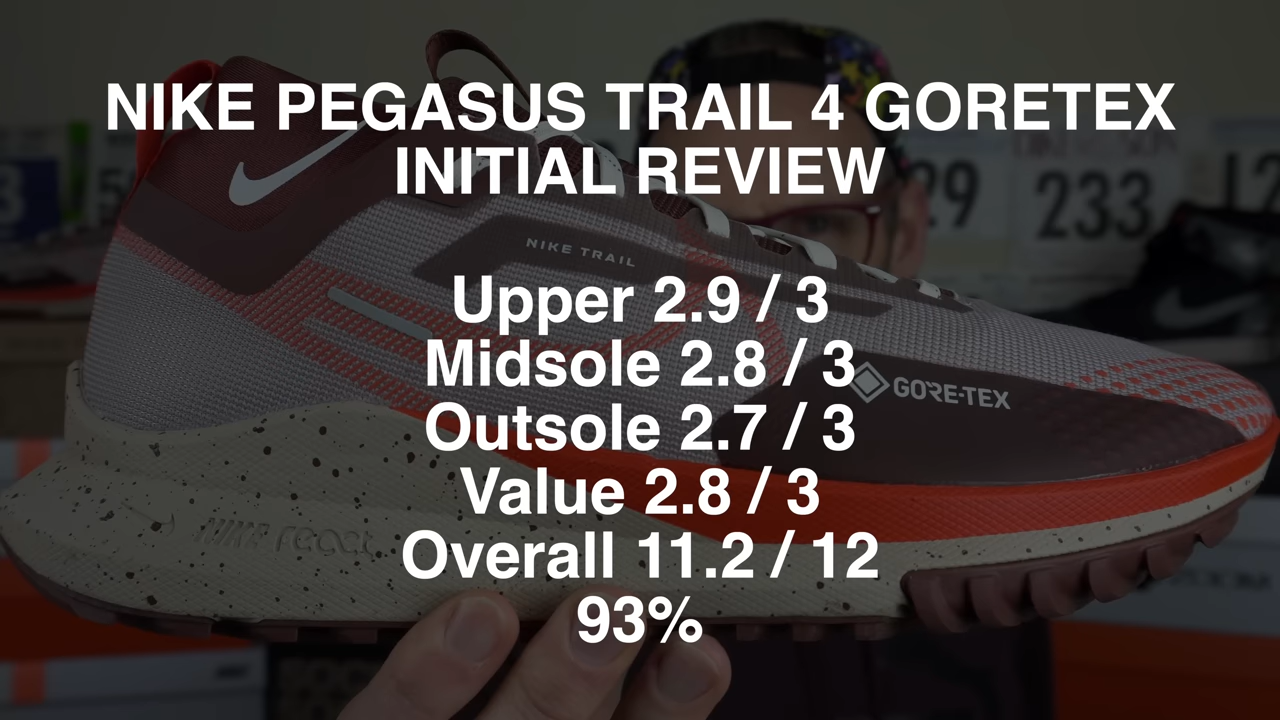 NIKE PEGASUS TRAIL 4 GORETEX
INITIAL REVIEW
NIKE TRAIL
29
233
Upper 2.9 / 3
Midsole 2.8 / 3
GORE-TEX
Outsole 2.7 / 3
Value 2.8 / 3
NIKE react
Overall 11.2 / 12
93%